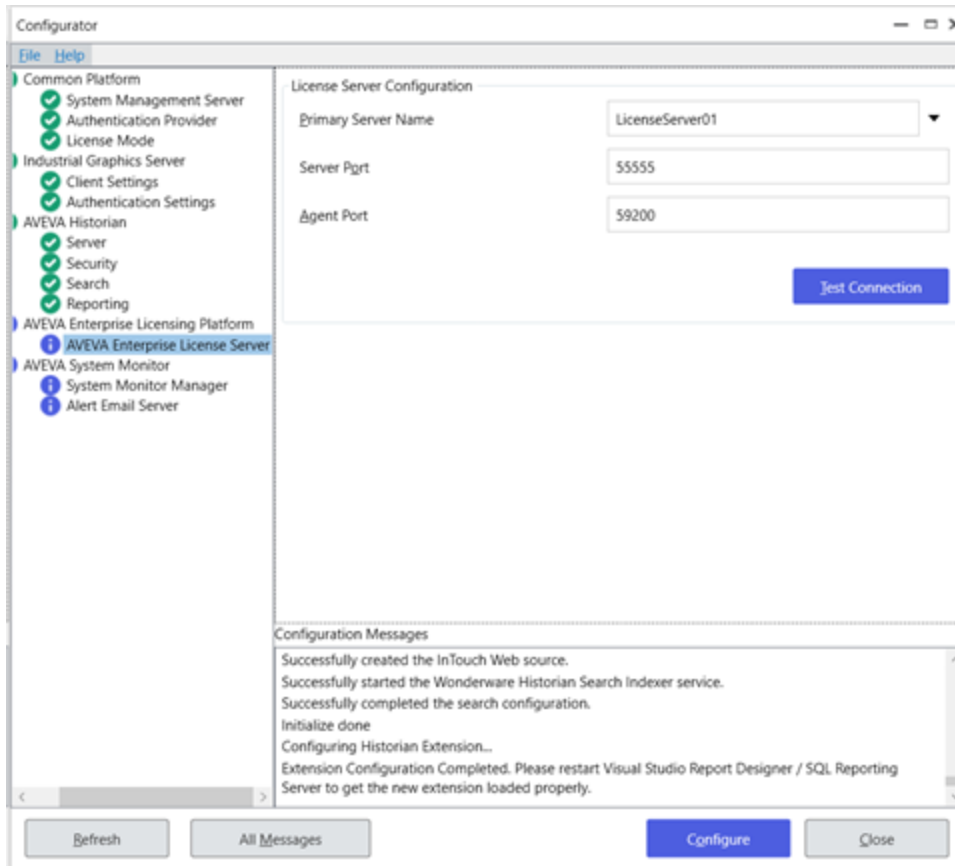 Configurator
File Help
Common Platform
System Management Server
Authentication Provider
License Mode
Industrial Graphics Server
Client Settings
Authentication Settings
AVEVA Historian
Server
Security
Search
Reporting
AVEVA Enterprise Licensing Platform
AVEVA Enterprise License Server
AVEVA System Monitor
System Monitor Manager
Alert Email Server
License Server Configuration
Primary Server Name LicenseServer01
Server Port 55555
Agent Port 59200
Test Connection
Configuration Messages
Successfully created the InTouch Web source.
Successfully started the Wonderware Historian Search Indexer service.
Successfully completed the search configuration.
Initialize done
Configuring Historian Extension...
Extension Configuration Completed. Please restart Visual Studio Report Designer / SQL Reporting
Server to get the new extension loaded properly.
Refresh All Messages Configure Close